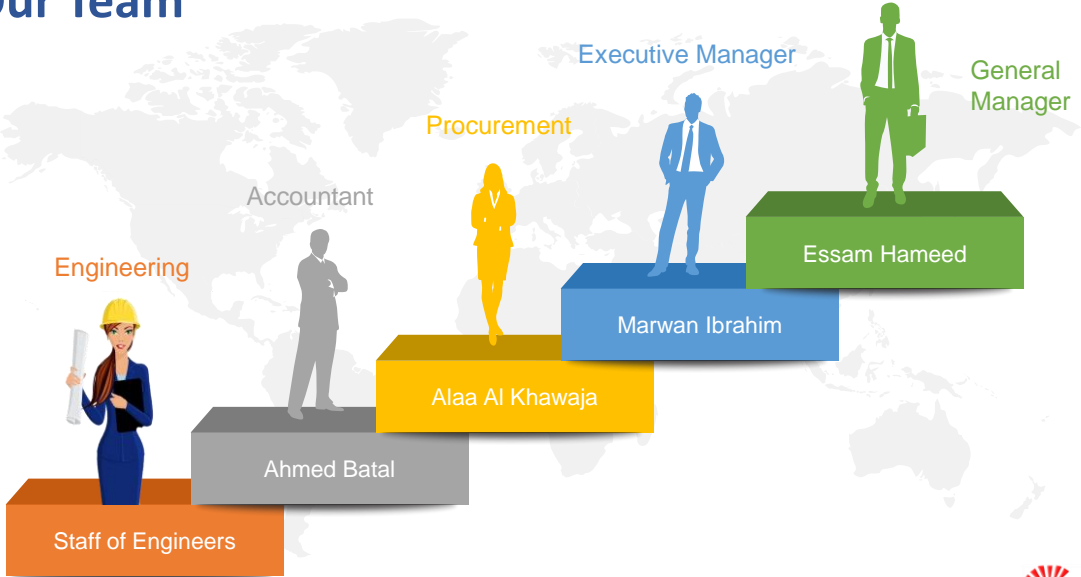 Our Team
Executive Manager
General
Manager
Procurement
Accountant
Engineering
Essam Hameed
Marwan Ibrahim
Alaa Al Khawaja
Ahmed Batal
Staff of Engineers